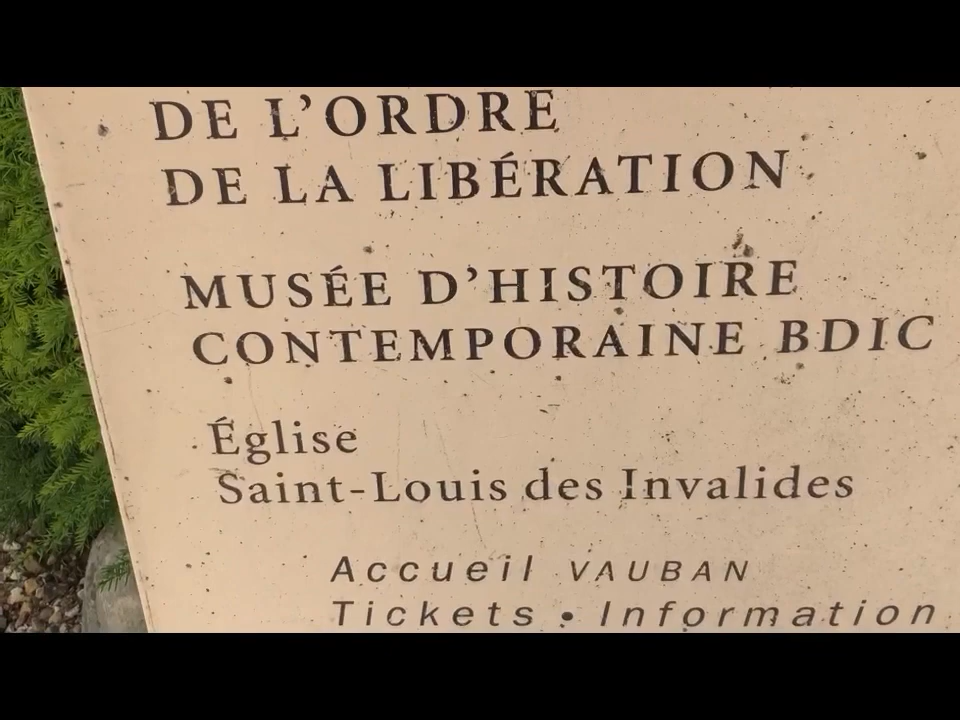 DE L'ORDRE
DE LA LIBÉRATION
MUSÉE D'HISTOIRE
CONTEMPORAINE BDIC
Église
Saint-Louis des Invalides
Accueil VAUBAN
Tickets • Information